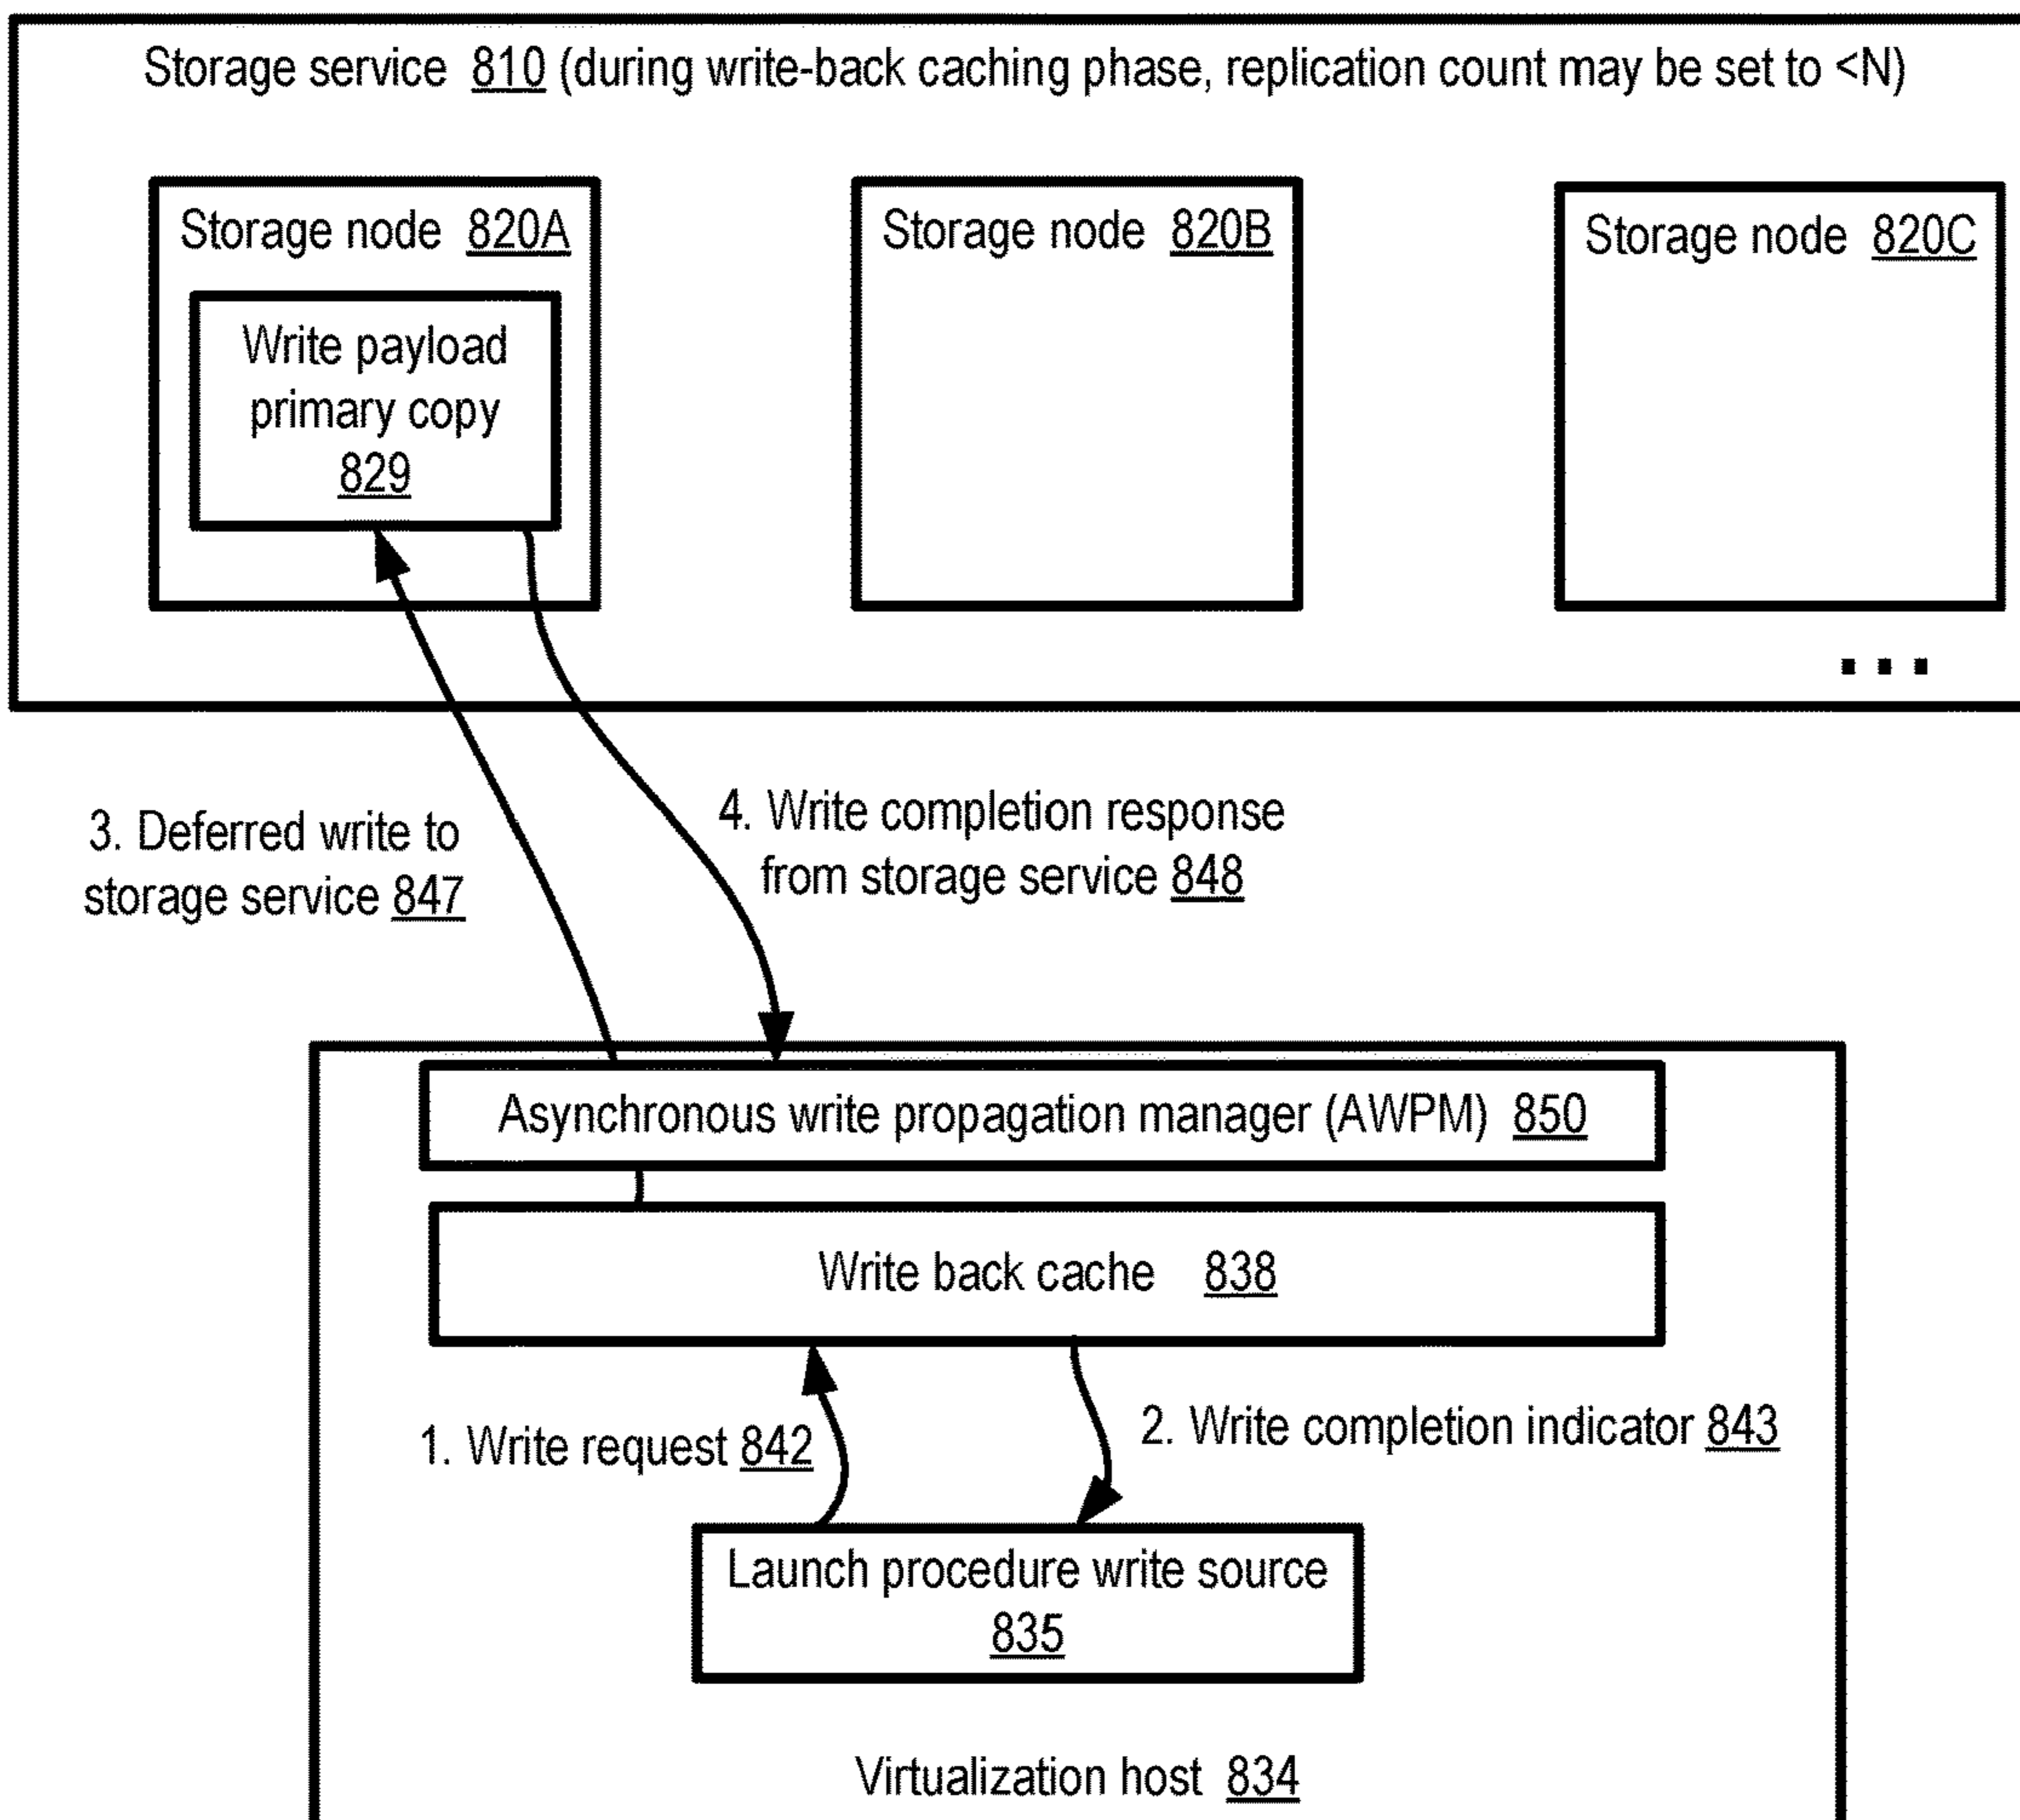 Storage service 810 (during write-back caching phase, replication count may be set to <N)
Storage node 820A
Write payload
primary copy
829
Storage node 820B
Storage node 820C
...
3. Deferred write to
storage service 847
4. Write completion response
from storage service 848
Asynchronous write propagation manager (AWPM) 850
Write back cache 838
1. Write request 842
2. Write completion indicator 843
Launch procedure write source
835
Virtualization host 834